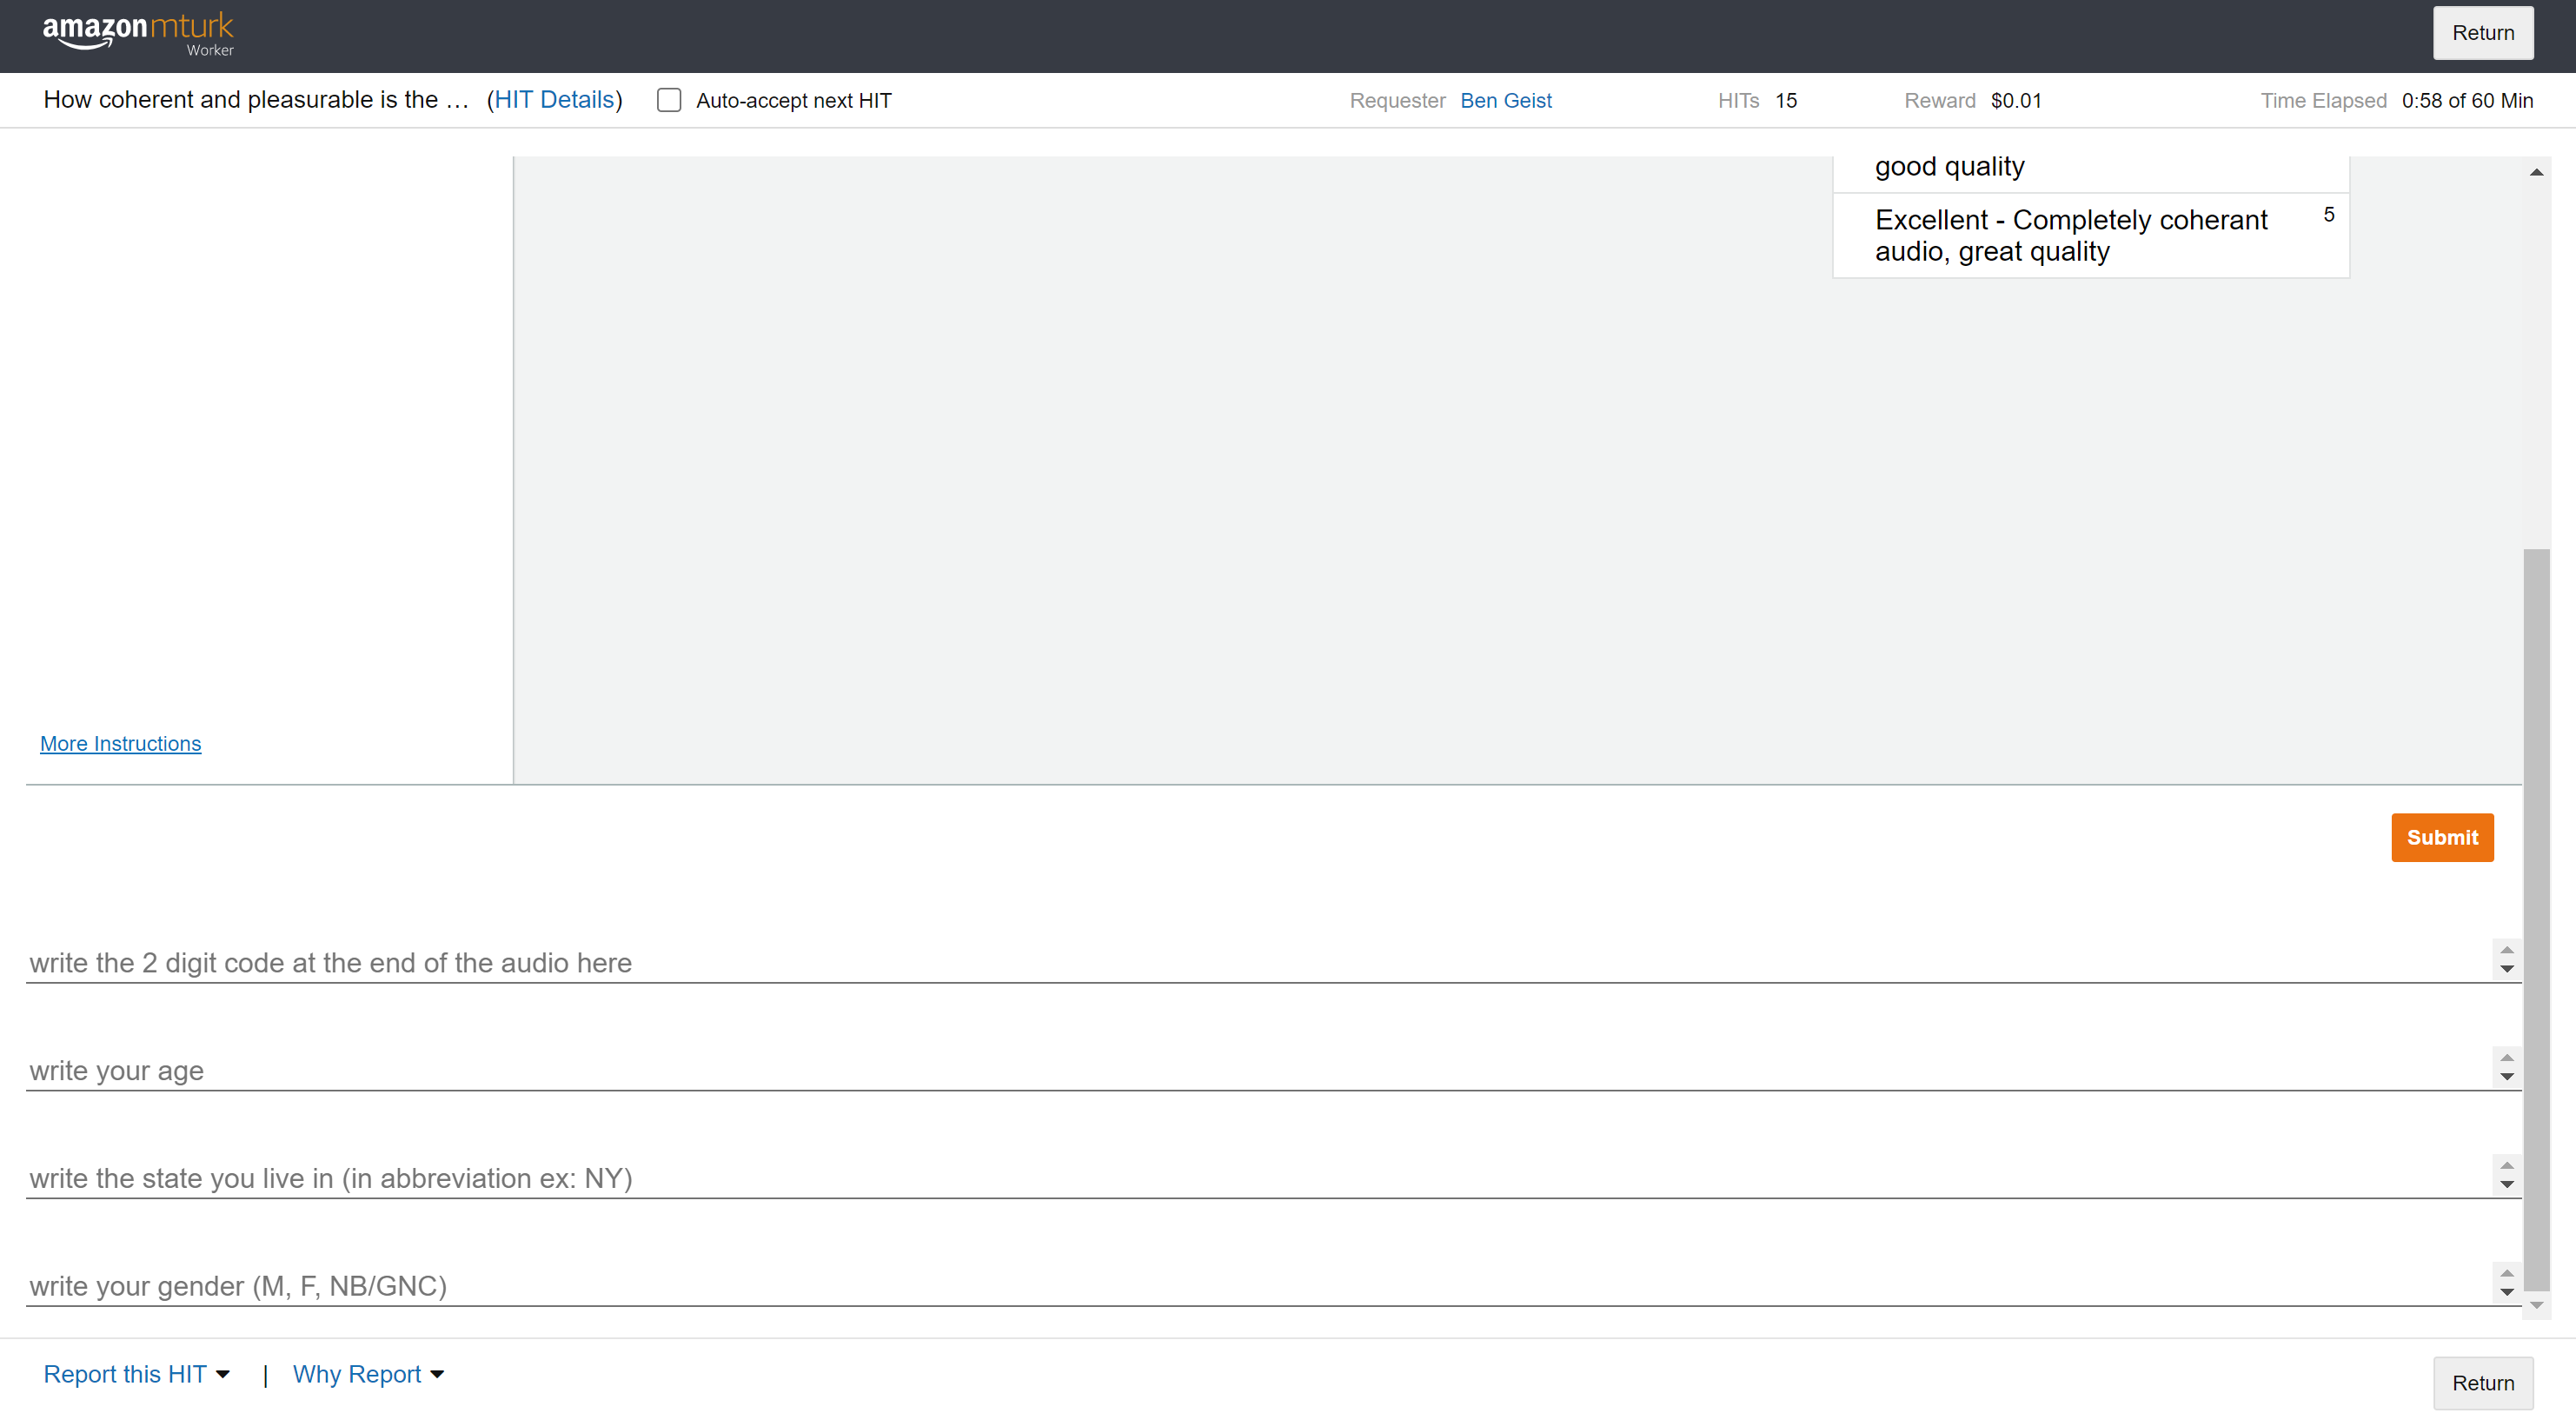 amazon mturk
Worker
Return
How coherent and pleasurable is the ... (HIT Details) Auto-accept next HIT Requester Ben Geist HITs 15 Reward $0.01 Time Elapsed 0:58 of 60 Min
good quality
Excellent - Completely coherant 5
audio, great quality
More Instructions
Submit
write the 2 digit code at the end of the audio here
write your age
write the state you live in (in abbreviation ex: NY)
write your gender (M, F, NB/GNC)
Report this HIT | Why Report
Return